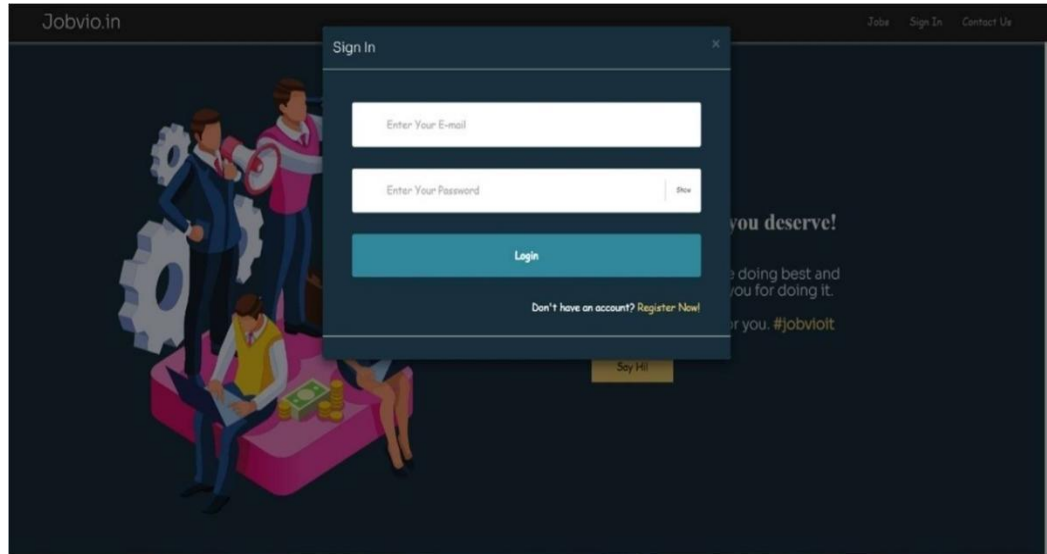 Jobvio.in
Jobs Sign In Contact Us
Sign In
×
Enter Your E-mail
Enter Your Password
Show
Login
Don't have an account? Register Now!
you deserve!
doing best and
you for doing it.
or you. #jobvioit
Say Hi!